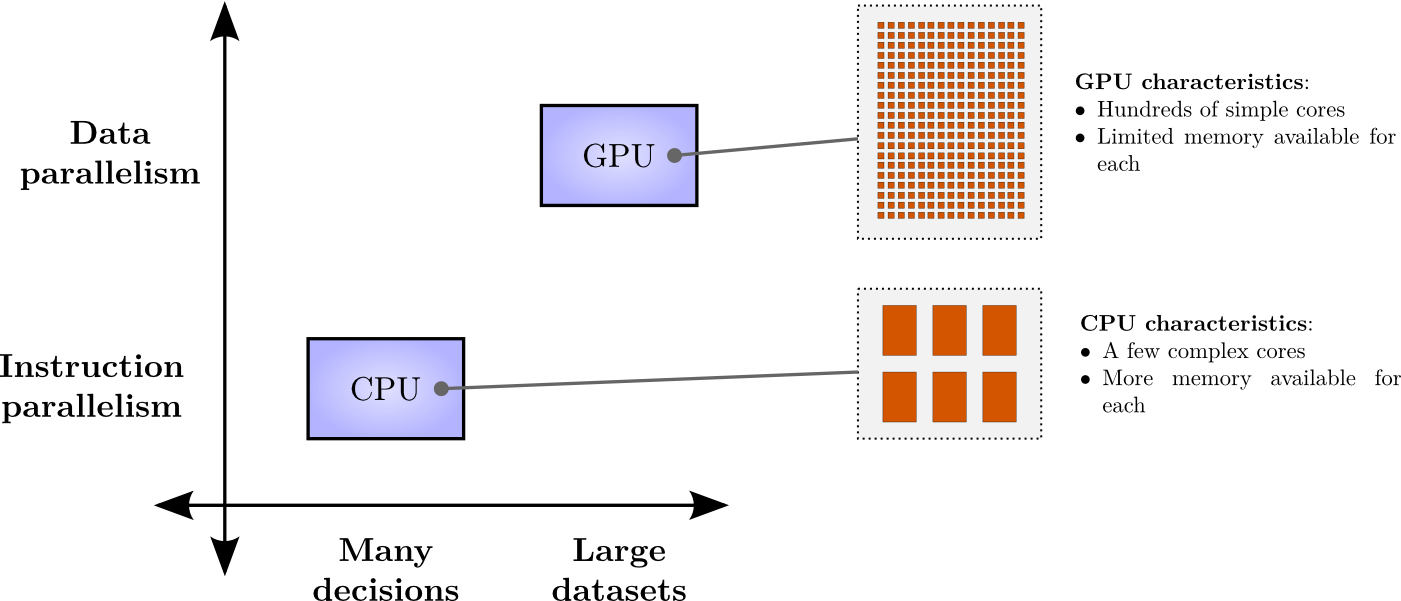 Data
parallelism
GPU
GPU characteristics:
• Hundreds of simple cores
• Limited memory available for
each
Instruction
parallelism
CPU
CPU characteristics:
• A few complex cores
• More memory available for
each
Many
decisions
Large
datasets